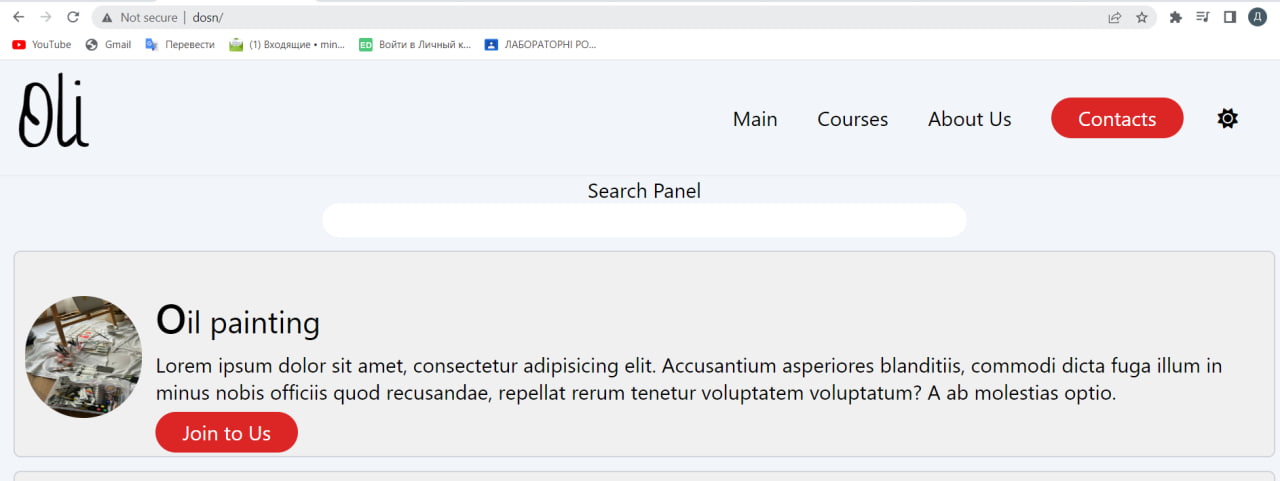 Not secure | dosn/
Д
YouTube Gmail Перевести (1) Входящие • min... ED Войти в Личный к... ЛАБОРАТОРНІ РО...
Oli
Main Courses About Us Contacts
Search Panel
Oil painting
Lorem ipsum dolor sit amet, consectetur adipisicing elit. Accusantium asperiores blanditiis, commodi dicta fuga illum in
minus nobis officiis quod recusandae, repellat rerum tenetur voluptatem voluptatum? A ab molestias optio.
Join to Us